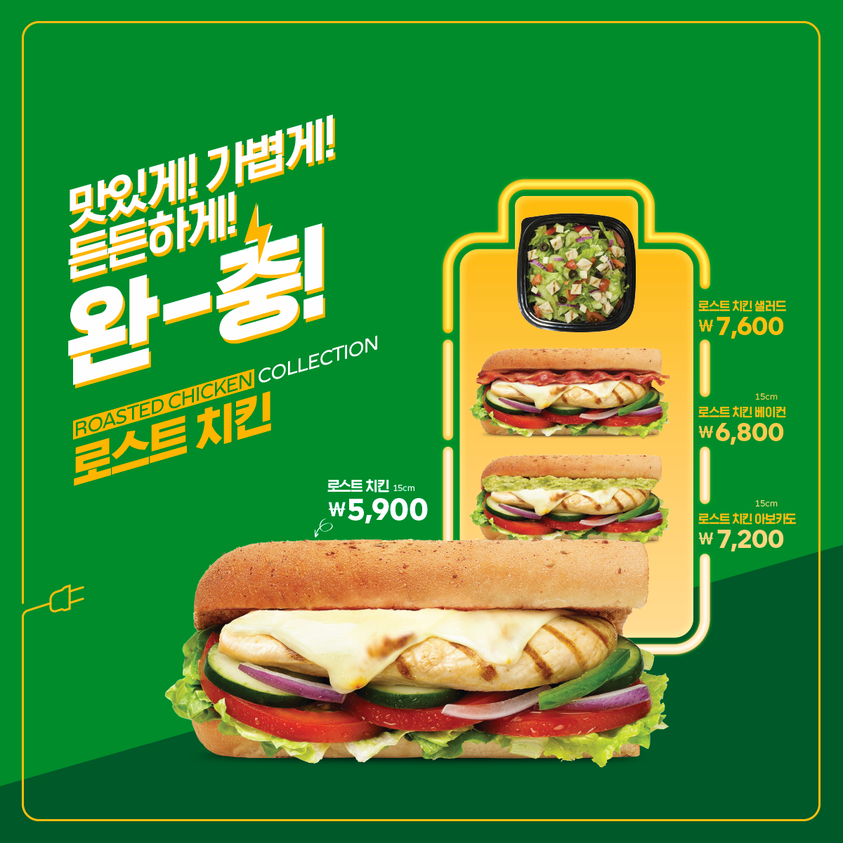 맛있게! 가볍게!
든든하게!
완-충!
ROASTED CHICKEN COLLECTION
로스트 치킨
로스트 치킨 샐러드
₩7,600
15cm
로스트 치킨 베이컨
₩6,800
15cm
로스트 치킨 아보카도
₩7,200
로스트 치킨 15cm
₩5,900